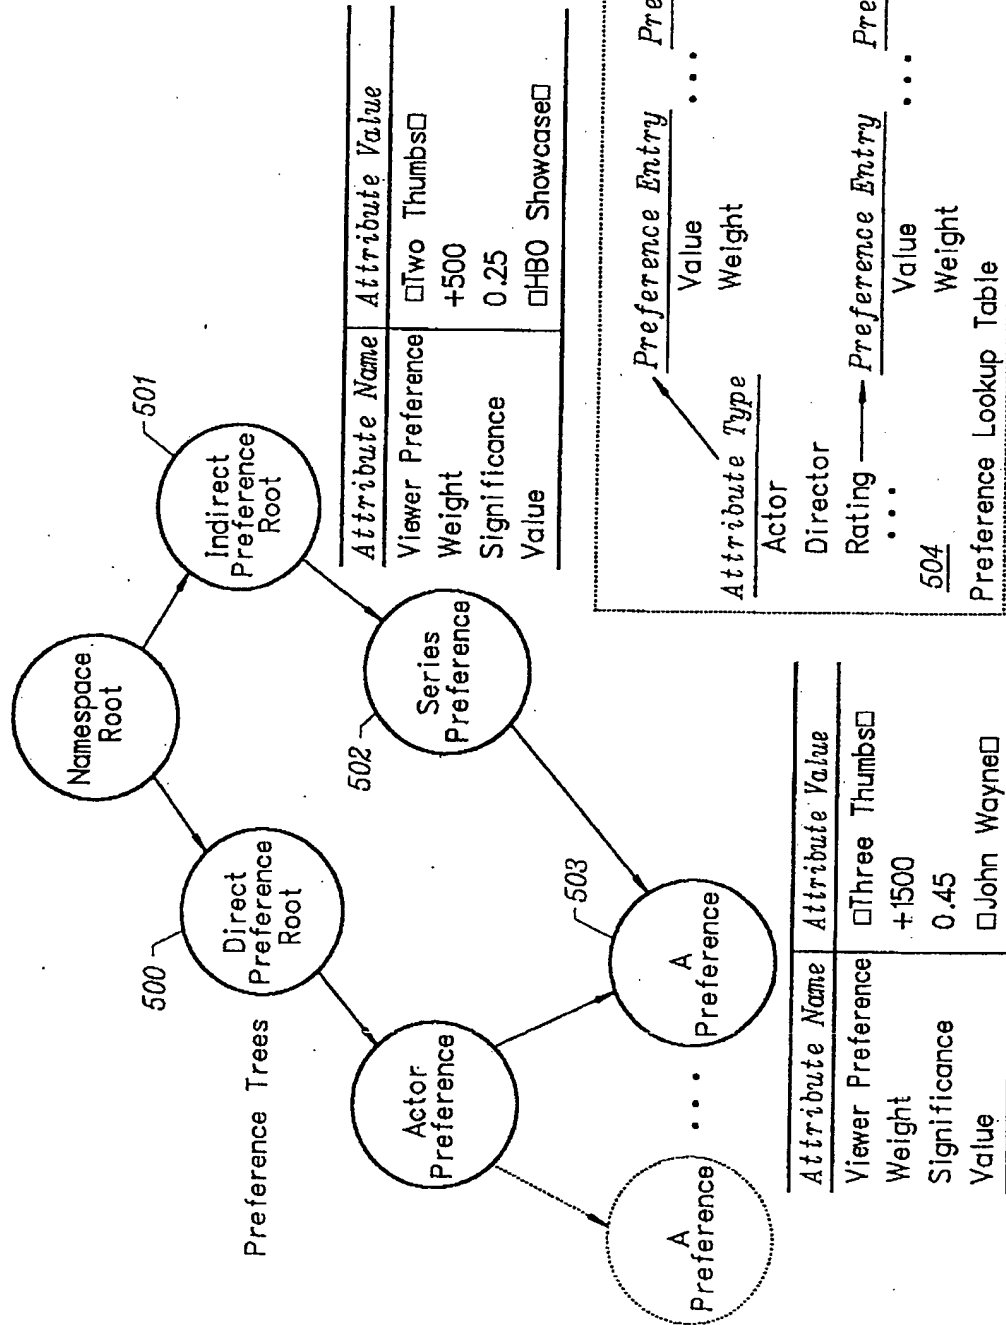 Preference Trees
Namespace
Root
500
Direct
Preference
Root
501
Indirect
Preference
Root
Actor
Preference
502
Series
Preference
A
Preference
• • •
503
A
Preference
Attribute Name Attribute Value
Viewer Preference □Two Thumbs□
Weight +500
Significance 0.25
Value □HBO Showcase□
Attribute Name Attribute Value
Viewer Preference □Three Thumbs□
Weight +1500
Significance 0.45
Value □John Wayne□
Attribute Type
Actor
Director
Rating
• • •
Preference Entry
Value
Weight
• • •
Pre
Preference Entry
Value
Weight
• • •
Pre
504
Preference Lookup Table